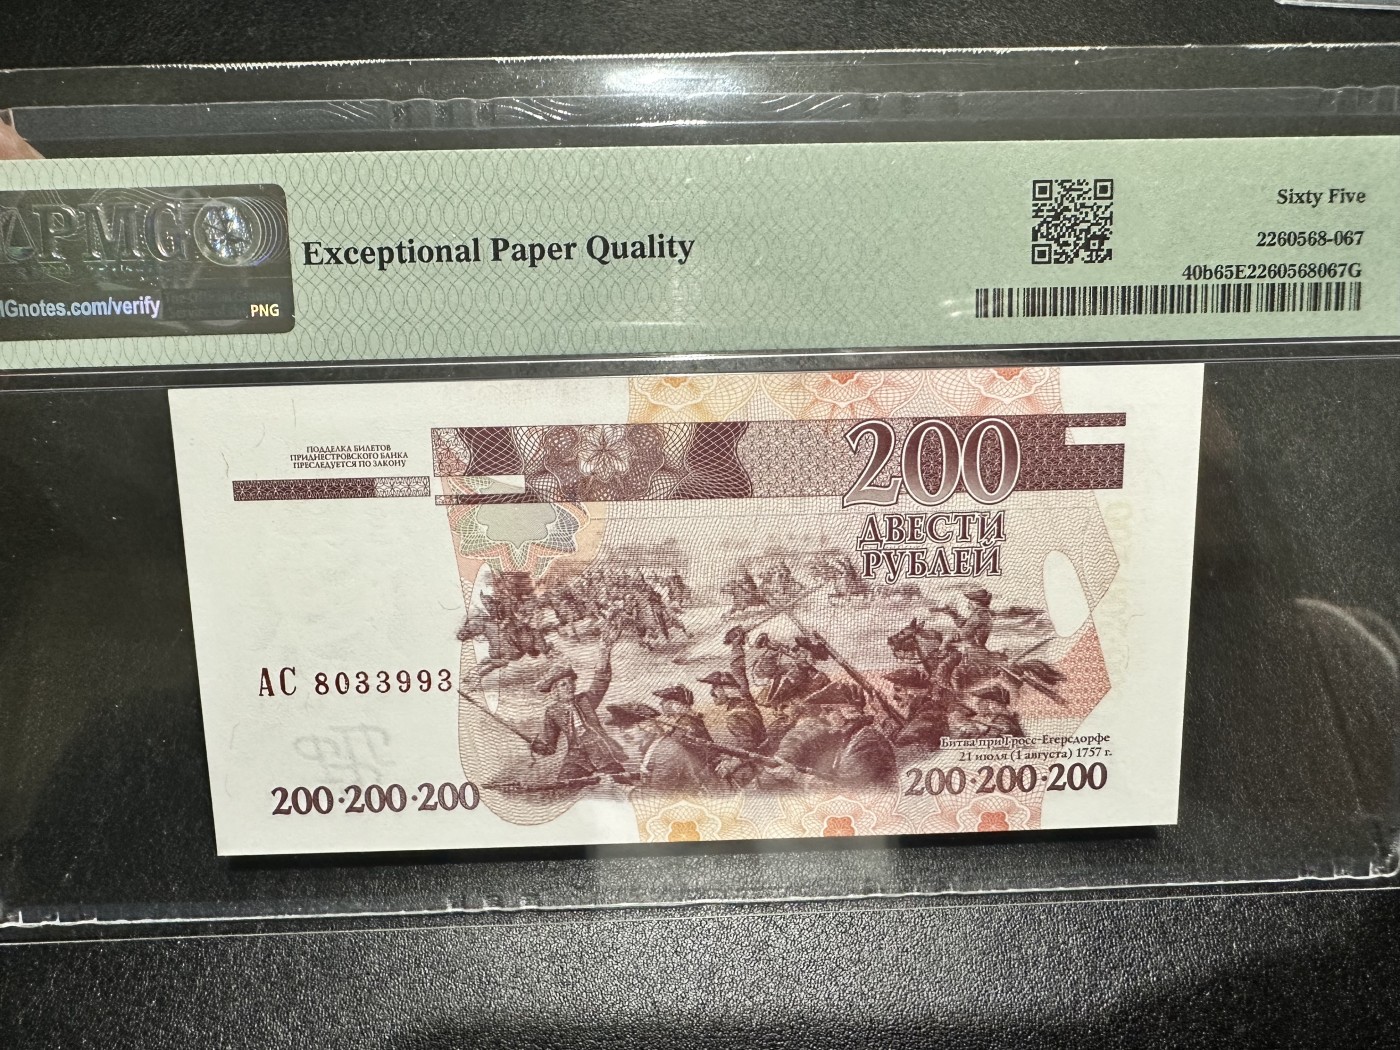 PMG
Gnotes.com/verify
PNG
Exceptional Paper Quality
Sixty Five
2260568-067
40b65E2260568067G
ПОДДЕЛКА БИЛЕТОВ
ПРИДНЕСТРОВСКОГО БАНКА
ПРЕСЛЕДУЕТСЯ ПО ЗАКОНУ
200
ДВЕСТИ
РУБЛЕЙ
АС 8033993
Битва при Гросс-Егерсдорфе
21 июля (1 августа) 1757 г.
200·200·200
200·200·200